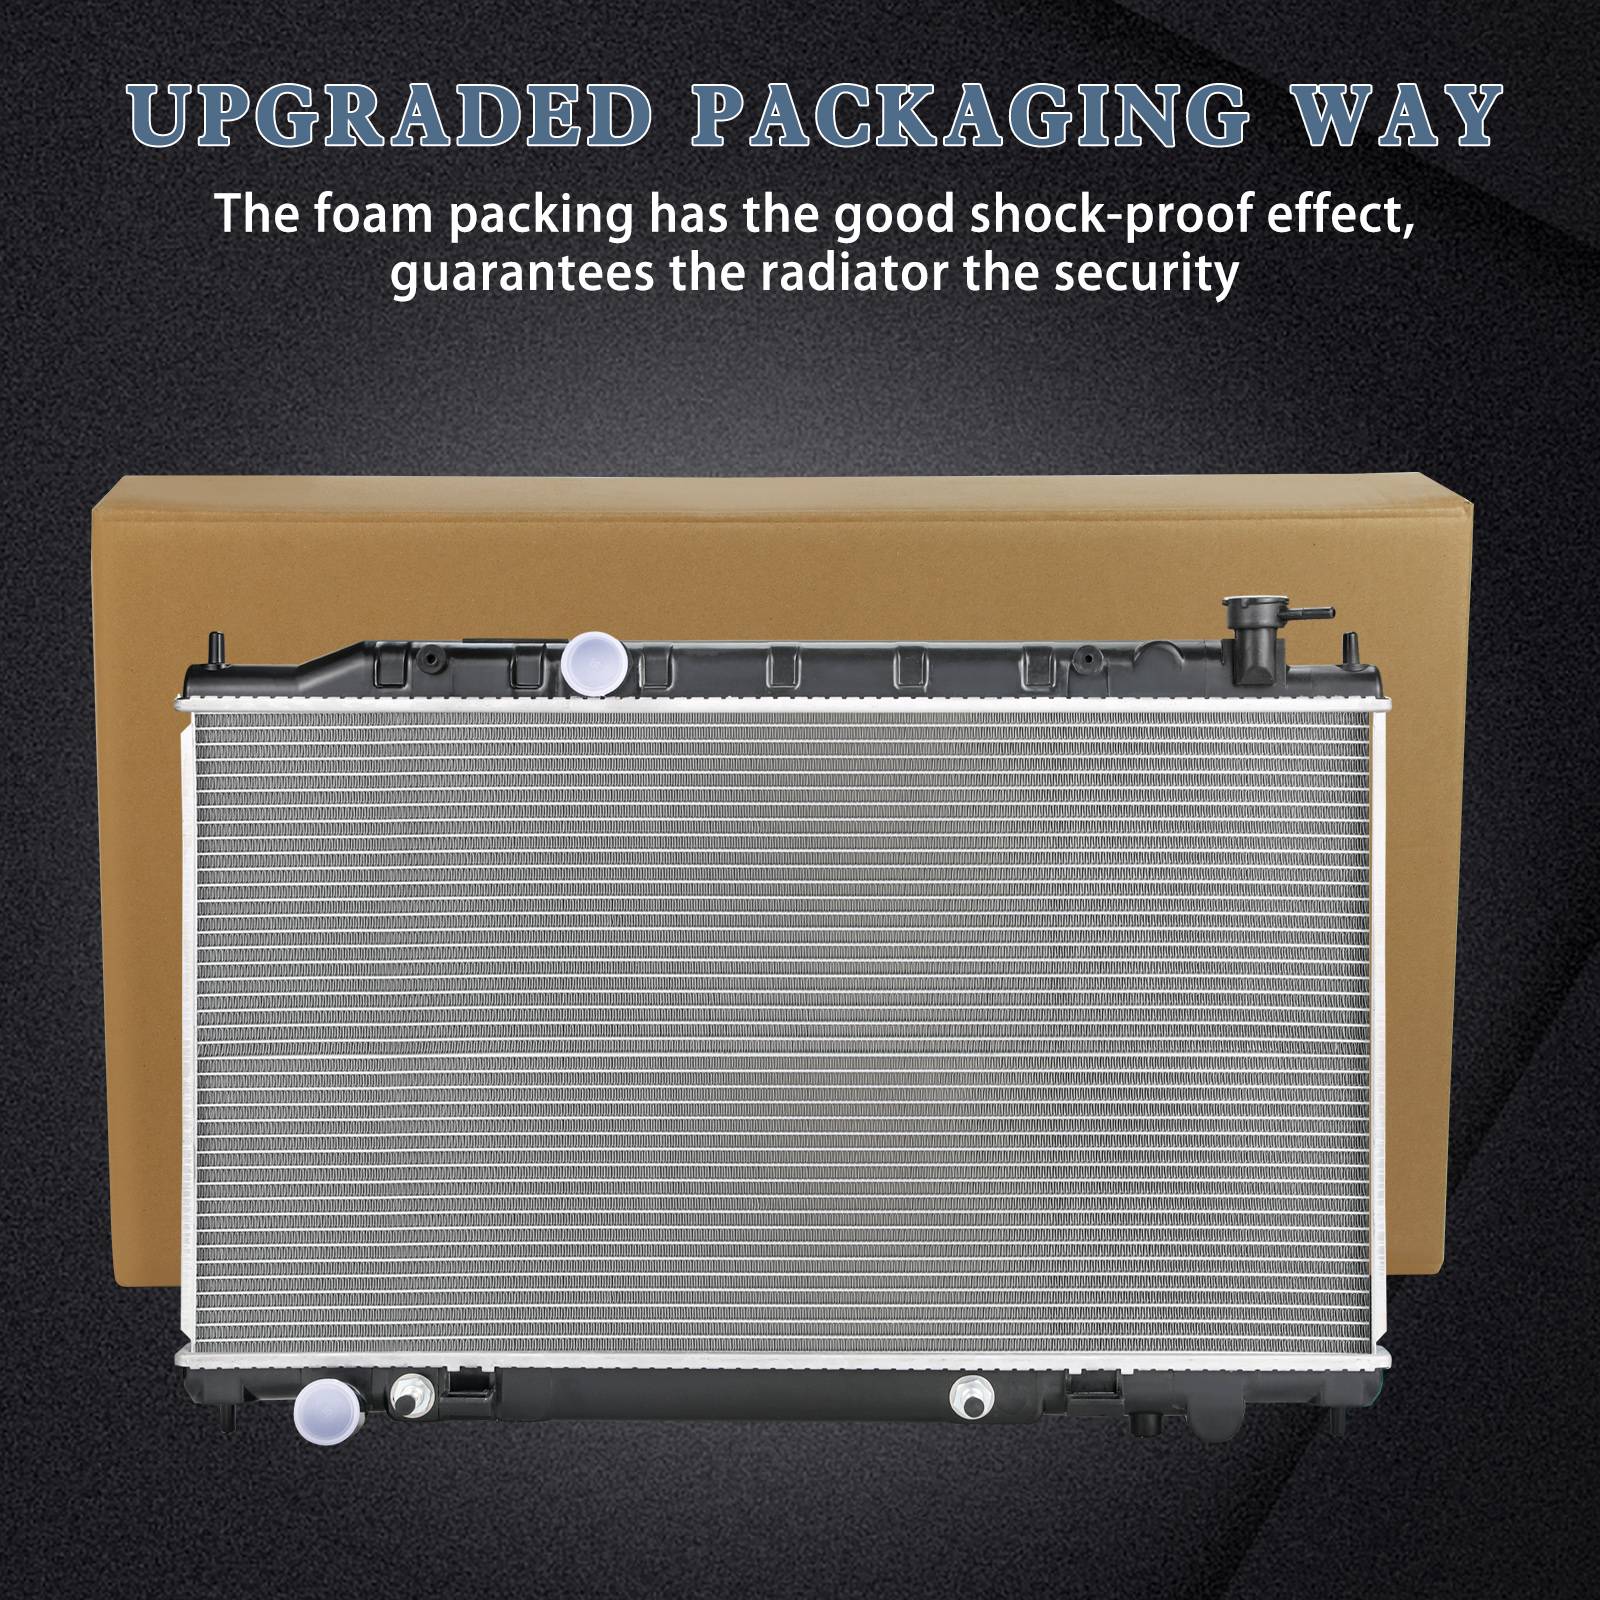 UPGRADED PACKAGING WAY
The foam packing has the good shock-proof effect,
guarantees the radiator the security